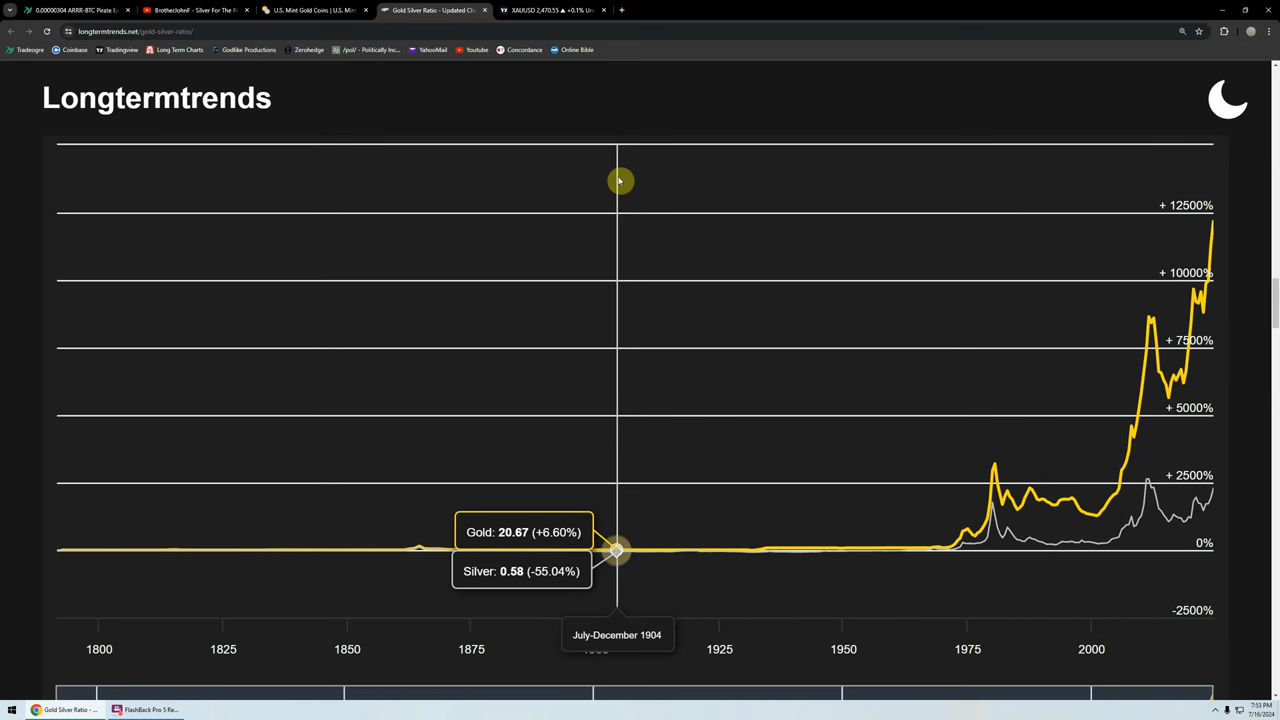 0.00000304 ARRR-BTC Pirate E
BrotherJohnF - Silver For The P
U.S. Mint Gold Coins | U.S. Min
Gold Silver Ratio - Updated Ch
XAUUSD 2,470.55 ▲ +0.1% Un
longtermtrends.net/gold-silver-ratio/
Tradeogre
Coinbase
Tradingview
Long Term Charts
Godlike Productions
Zerohedge
/pol/ - Politically Inc...
YahooMail
Youtube
Concordance
Online Bible
Longtermtrends
+ 12500%
+ 10000%
+ 7500%
+ 5000%
+ 2500%
Gold: 20.67 (+6.60%)
0%
Silver: 0.58 (-55.04%)
-2500%
July-December 1904
1800
1825
1850
1875
1925
1950
1975
2000
Gold Silver Ratio - ...
FlashBack Pro 5 Re...
7:53 PM
7/16/2024